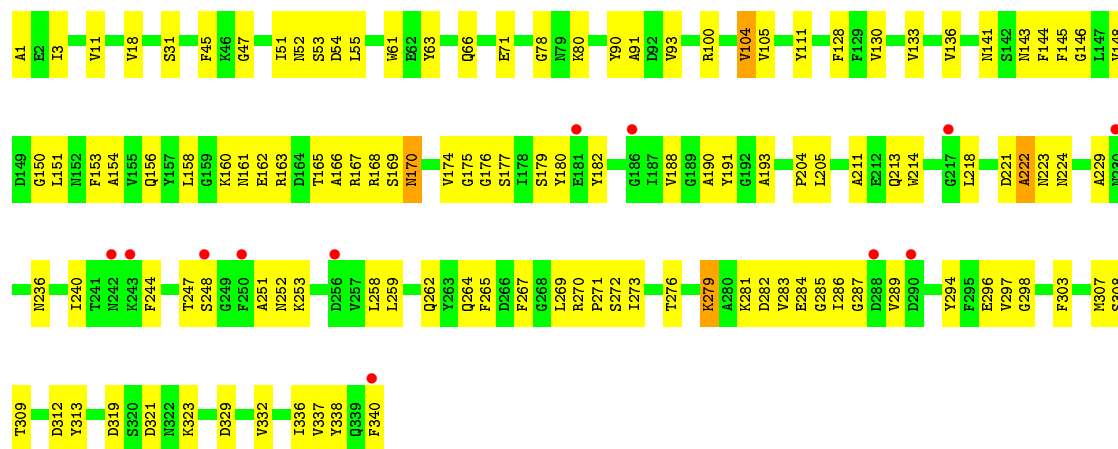 A1 E2 I3 V11 V18 S31 F45 K46 G47 I51 N52 S53 D54 L55 W61 E62 Y63 Q66 E71 G78 N79 K80 Y90 A91 D92 V93 R100 V104 V105 Y111 F128 F129 V130 V133 V136 N141 S142 N143 F144 F145 G146 L147 V148
D149 G150 L151 N152 F153 A154 V155 Q156 Y157 L158 G159 K160 N161 E162 R163 D164 T165 A166 R167 R168 S169 N170 V174 G175 G176 S177 I178 S179 Y180 E181 Y182 G186 I187 V188 G189 A190 Y191 G192 A193 P204 L205 A211 E212 Q213 W214 G217 L218 D221 A222 N223 N224 A229 N230
N236 I240 T241 N242 K243 F244 T247 S248 G249 F250 A251 N252 K253 D256 V257 L258 L259 Q262 Y263 Q264 F265 D266 F267 G268 L269 R270 P271 S272 I273 T276 K279 A280 K281 D282 V283 E284 G285 I286 G287 D288 V289 D290 Y294 F295 E296 V297 G298 F303 M307 S308
T309 D312 Y313 D319 S320 D321 N322 K323 D329 V332 I336 V337 Y338 Q339 F340